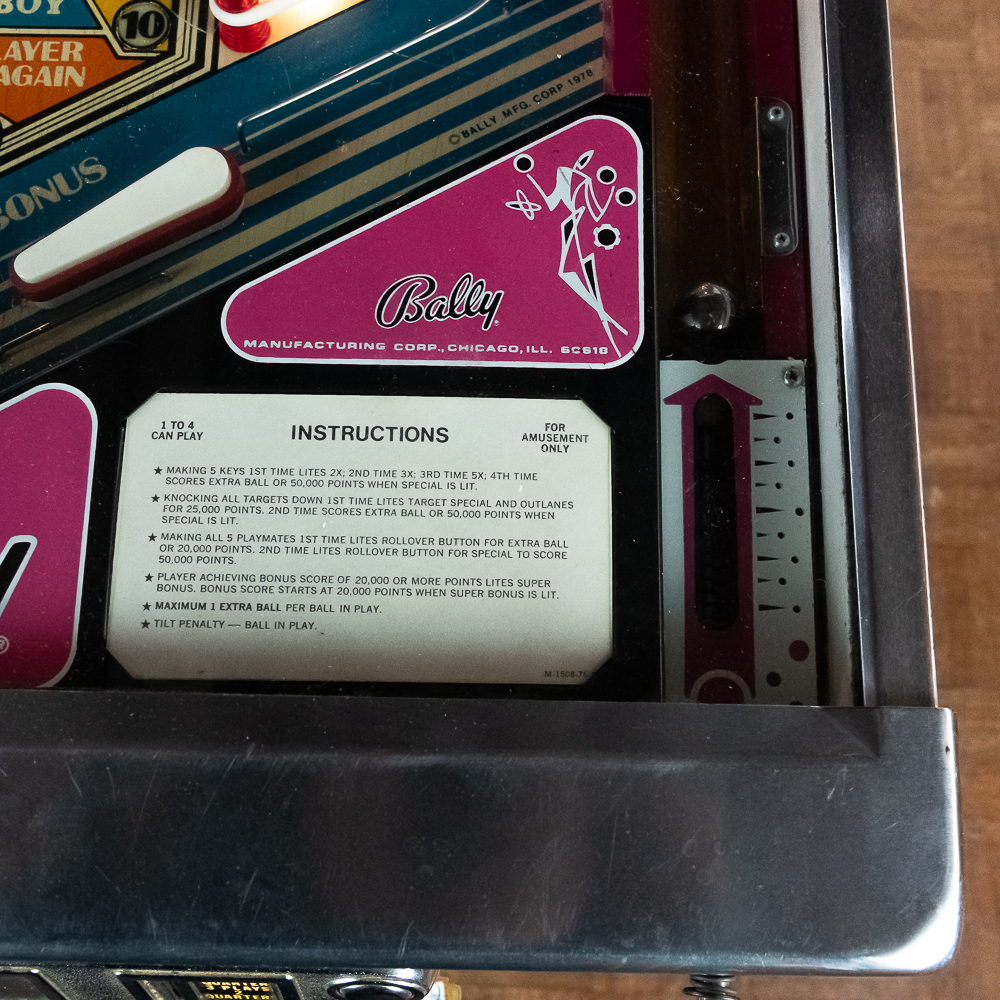 BOY
10
AYER
AGAIN
© BALLY MFG. CORP 1978
BONUS
Bally
MANUFACTURING CORP., CHICAGO, ILL. 60618
1 TO 4
CAN PLAY
INSTRUCTIONS
FOR
AMUSEMENT
ONLY
★ MAKING 5 KEYS 1ST TIME LITES 2X; 2ND TIME 3X; 3RD TIME 5X; 4TH TIME
SCORES EXTRA BALL OR 50,000 POINTS WHEN SPECIAL IS LIT.
★ KNOCKING ALL TARGETS DOWN 1ST TIME LITES TARGET SPECIAL AND OUTLANES
FOR 25,000 POINTS. 2ND TIME SCORES EXTRA BALL OR 50,000 POINTS WHEN
SPECIAL IS LIT.
★ MAKING ALL 5 PLAYMATES 1ST TIME LITES ROLLOVER BUTTON FOR EXTRA BALL
OR 20,000 POINTS. 2ND TIME LITES ROLLOVER BUTTON FOR SPECIAL TO SCORE
50,000 POINTS.
★ PLAYER ACHIEVING BONUS SCORE OF 20,000 OR MORE POINTS LITES SUPER
BONUS. BONUS SCORE STARTS AT 20,000 POINTS WHEN SUPER BONUS IS LIT.
★ MAXIMUM 1 EXTRA BALL PER BALL IN PLAY.
★ TILT PENALTY — BALL IN PLAY.
®
QUARTER
3 PLAYS
QUARTER